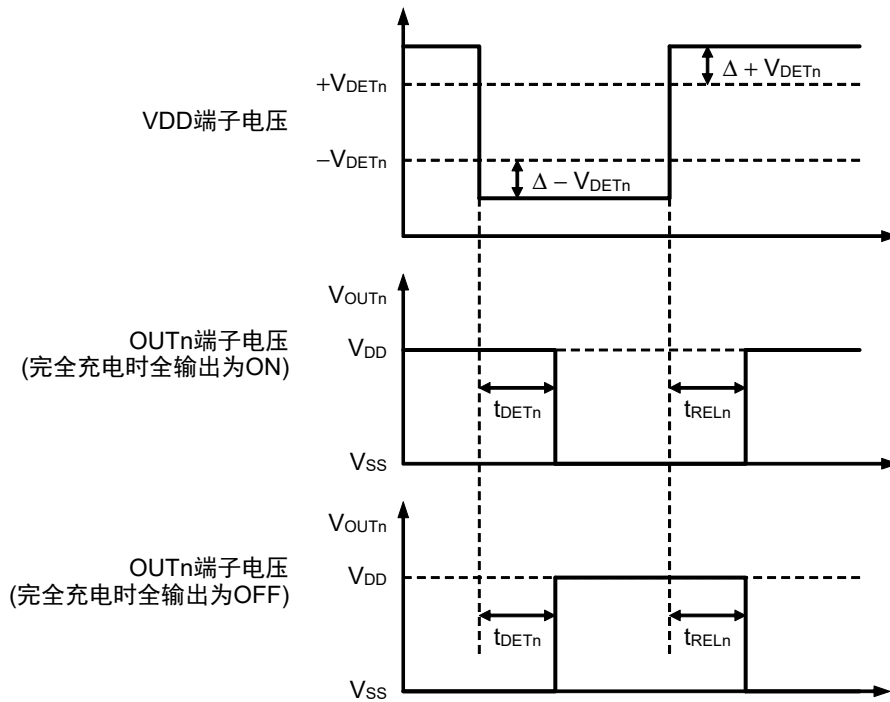 VDD端子电压
+VDETn
−VDETn
Δ + VDETn
Δ − VDETn
OUTn端子电压
(完全充电时全输出为ON)
VOUTn
VDD
VSS
tDETn
tRELn
OUTn端子电压
(完全充电时全输出为OFF)
VOUTn
VDD
VSS
tDETn
tRELn